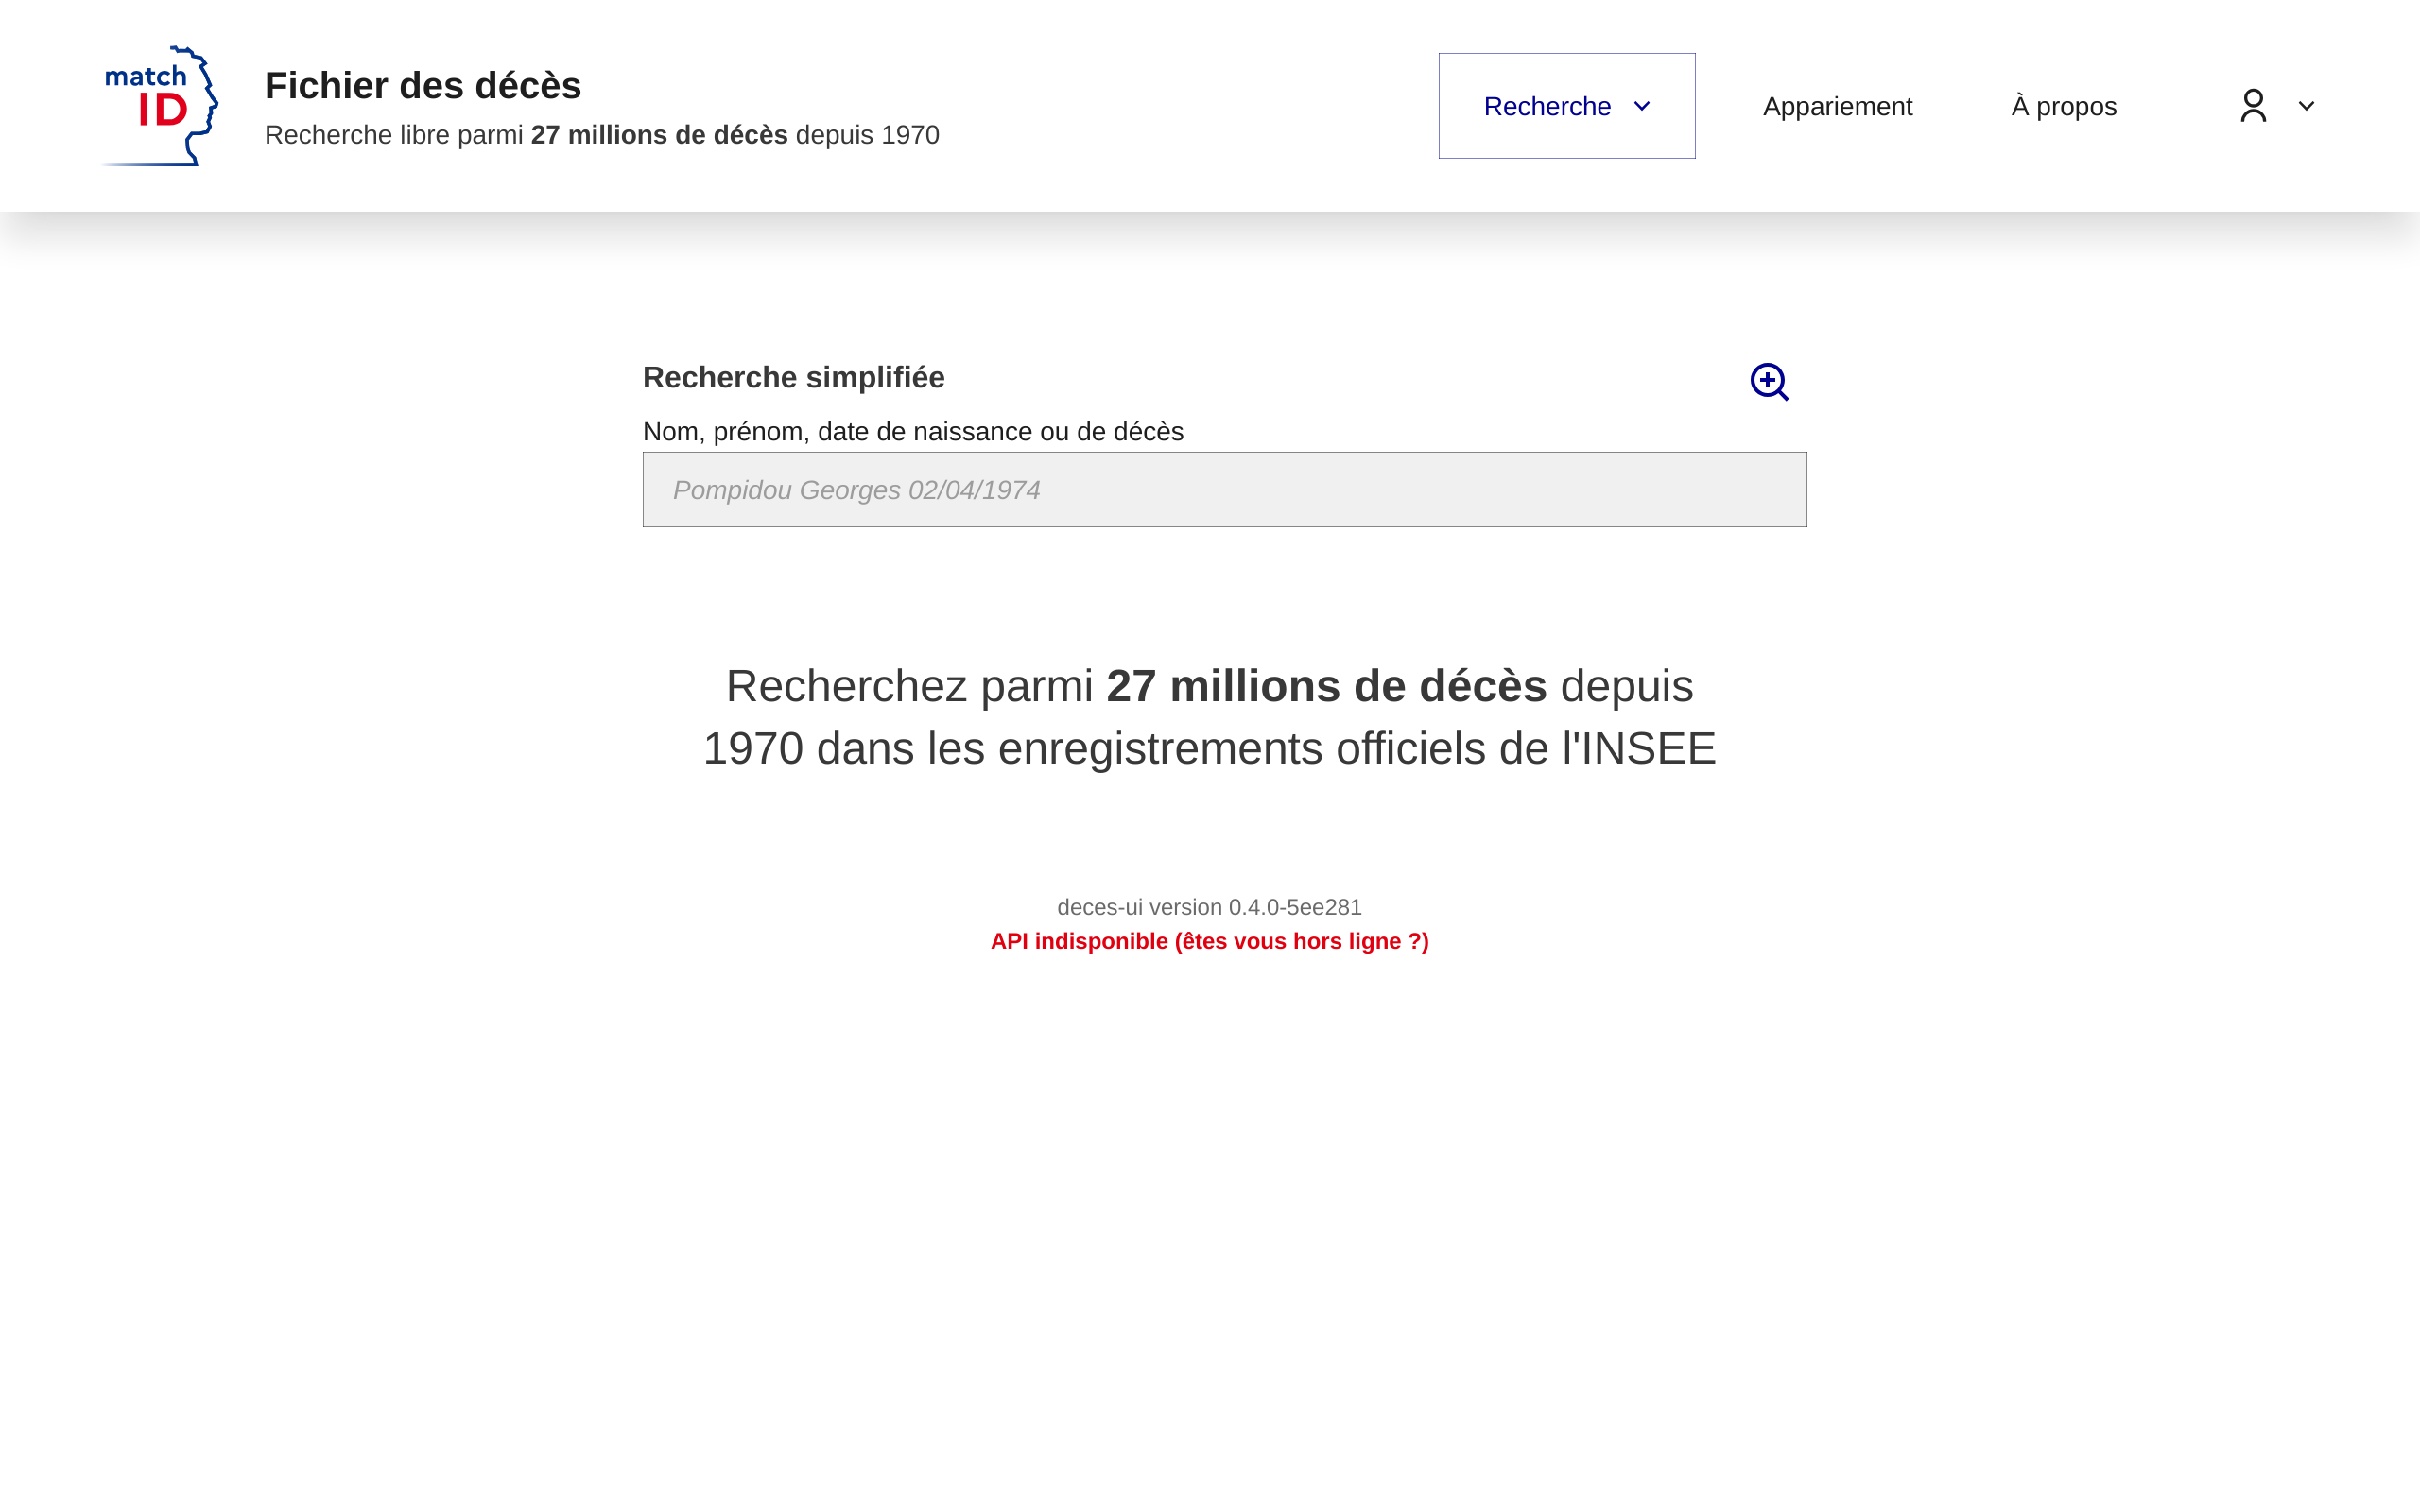 match
ID
Fichier des décès
Recherche libre parmi 27 millions de décès depuis 1970
Recherche
Appariement
À propos
Recherche simplifiée
Nom, prénom, date de naissance ou de décès
Pompidou Georges 02/04/1974
Recherchez parmi 27 millions de décès depuis
1970 dans les enregistrements officiels de l'INSEE
deces-ui version 0.4.0-5ee281
API indisponible (êtes vous hors ligne ?)